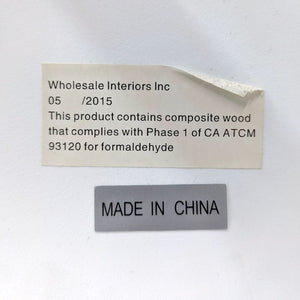 Wholesale Interiors Inc
05 /2015
This product contains composite wood
that complies with Phase 1 of CA ATCM
93120 for formaldehyde
MADE IN CHINA